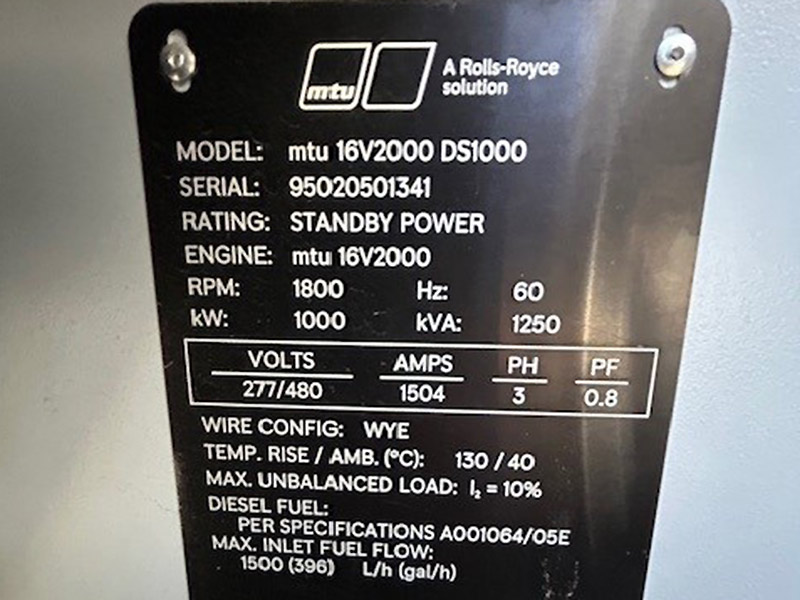 mtu
A Rolls-Royce
solution
MODEL: mtu 16V2000 DS1000
SERIAL: 95020501341
RATING: STANDBY POWER
ENGINE: mtu 16V2000
RPM: 1800 Hz: 60
kW: 1000 kVA: 1250
VOLTS AMPS PH PF
277/480 1504 3 0.8
WIRE CONFIG: WYE
TEMP. RISE / AMB. (°C): 130 / 40
MAX. UNBALANCED LOAD: I₂ = 10%
DIESEL FUEL:
PER SPECIFICATIONS A001064/05E
MAX. INLET FUEL FLOW:
1500 (396) L/h (gal/h)